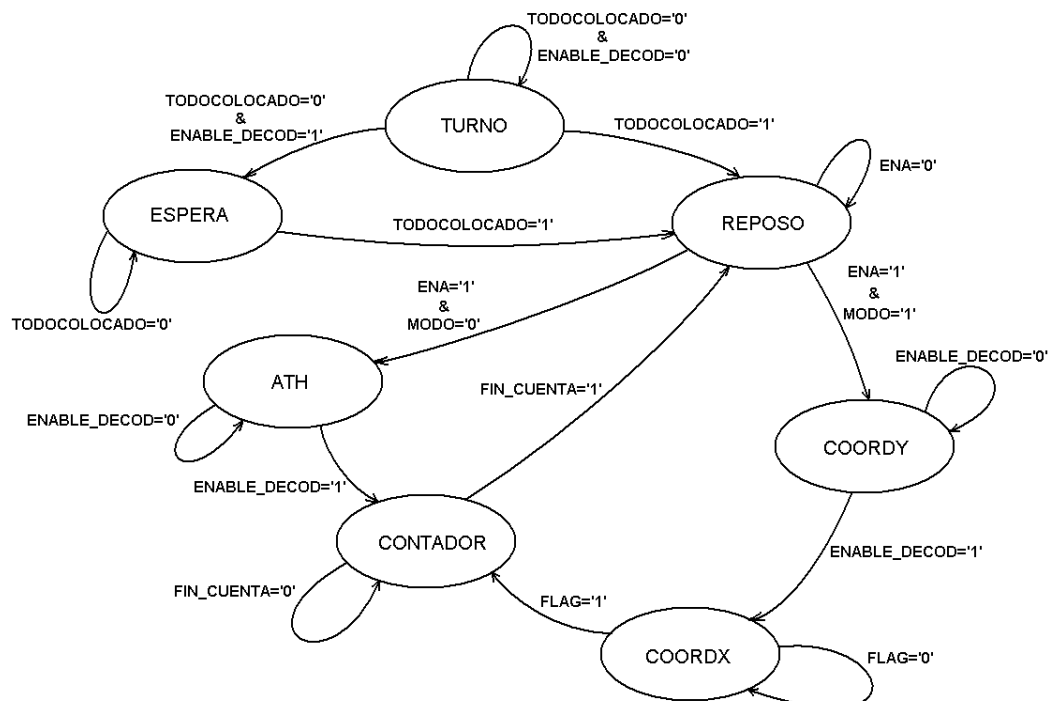 TODOCOLOCADO='0'
&
ENABLE_DECOD='0'
TODOCOLOCADO='0'
&
ENABLE_DECOD='1'
TURNO
TODOCOLOCADO='1'
ENA='0'
ESPERA
TODOCOLOCADO='1'
REPOSO
ENA='1'
&
MODO='0'
ENA='1'
&
MODO='1'
TODOCOLOCADO='0'
ENABLE_DECOD='0'
ATH
FIN_CUENTA='1'
ENABLE_DECOD='0'
COORDY
ENABLE_DECOD='1'
CONTADOR
ENABLE_DECOD='1'
FIN_CUENTA='0'
FLAG='1'
COORDX
FLAG='0'